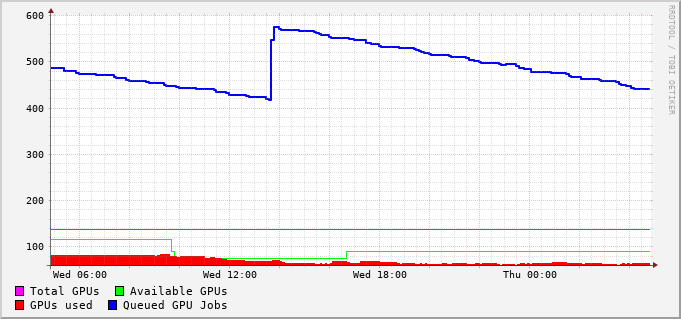 600
500
400
300
200
100
Wed 06:00 Wed 12:00 Wed 18:00 Thu 00:00
Total GPUs Available GPUs
GPUs used Queued GPU Jobs
RRDTOOL / TOBI OETIKER